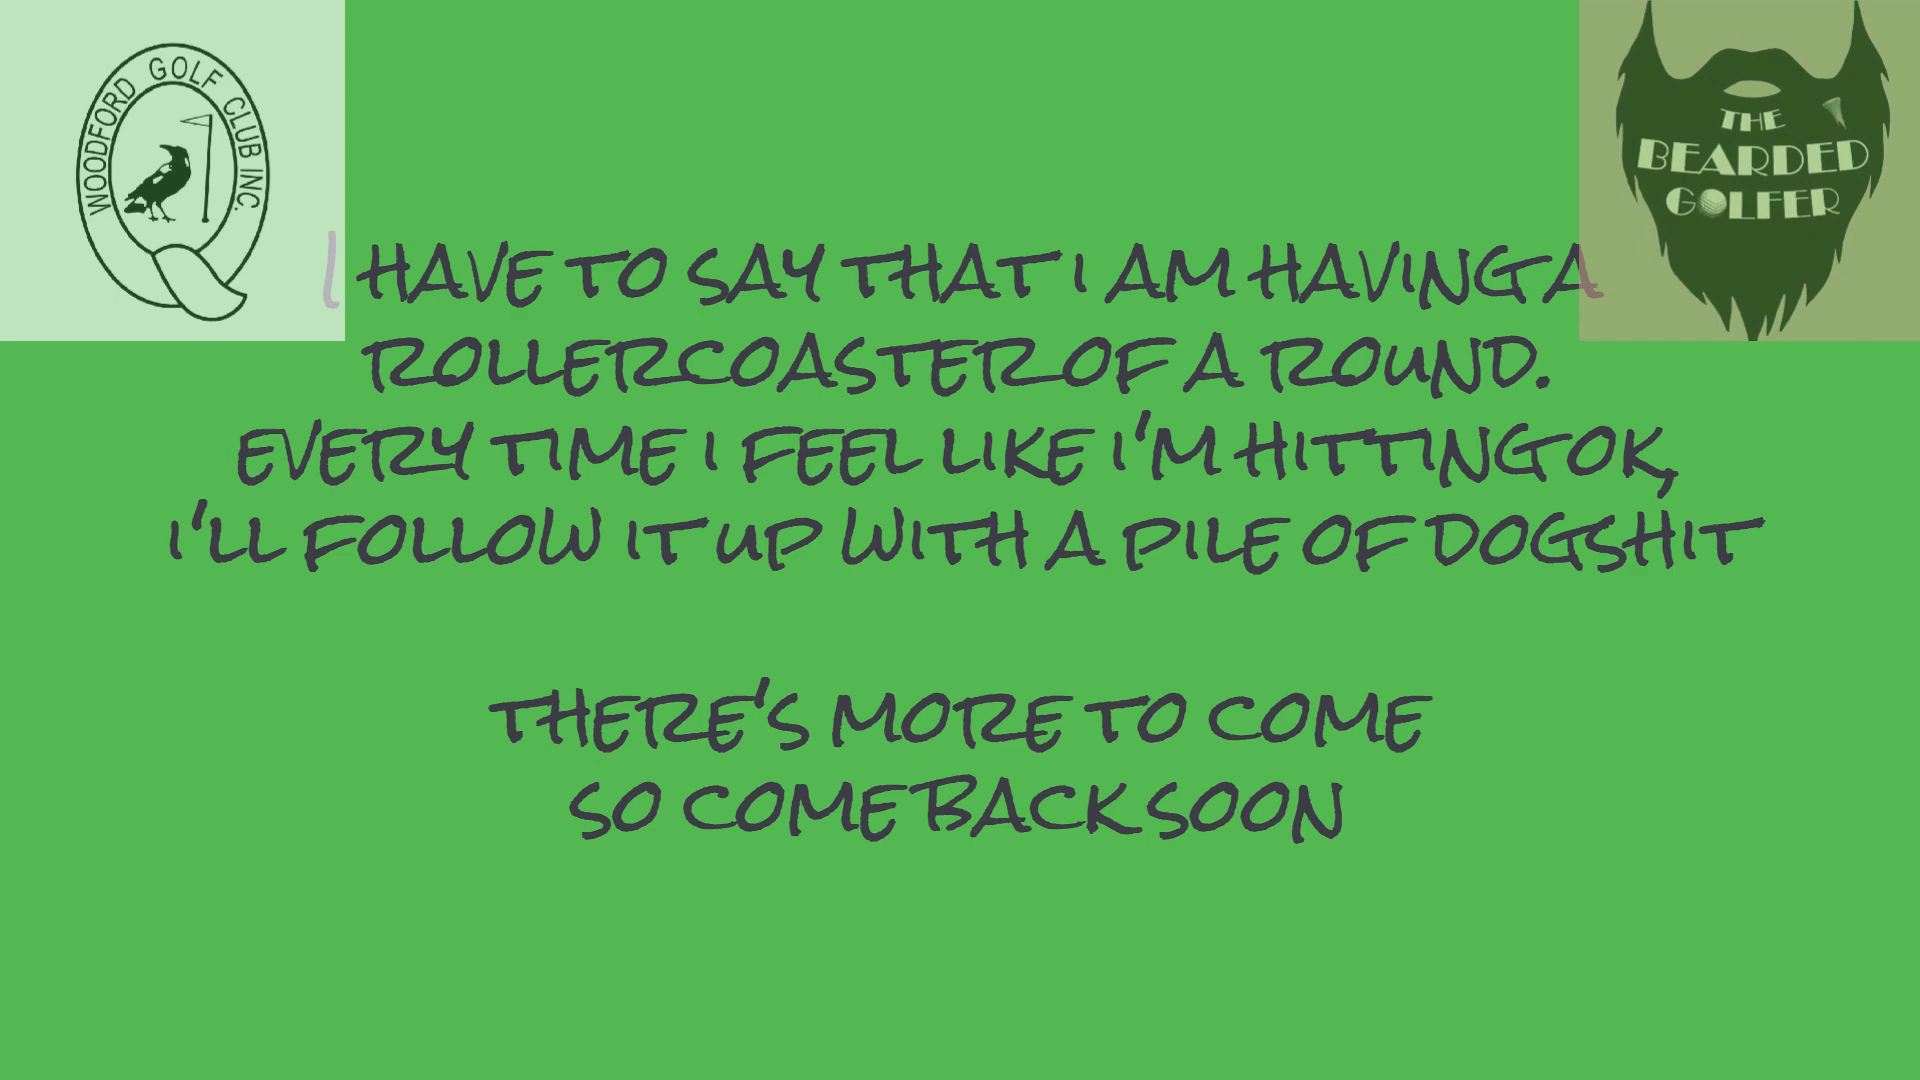 WOODFORD GOLF CLUB INC.
THE
BEARDED
GOLFER
I HAVE TO SAY THAT I AM HAVING A
ROLLERCOASTER OF A ROUND.
EVERY TIME I FEEL LIKE I'M HITTING OK,
I'LL FOLLOW IT UP WITH A PILE OF DOGSHIT
THERE'S MORE TO COME
SO COME BACK SOON